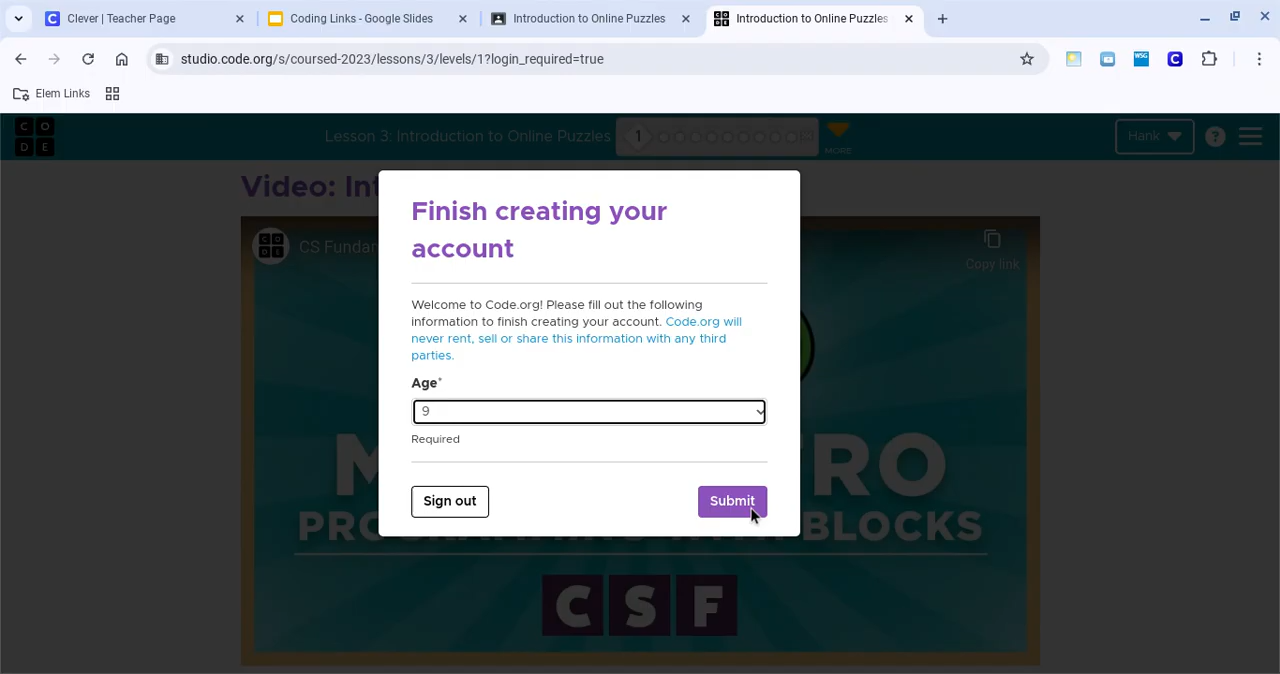 Clever | Teacher Page
Coding Links - Google Slides
Introduction to Online Puzzles
Introduction to Online Puzzles
studio.code.org/s/coursed-2023/lessons/3/levels/1?login_required=true
WSG
C
Elem Links
C O
D E
Lesson 3: Introduction to Online Puzzles
1
MORE
Hank
?
Video: Int
CS Fundam
Copy link
Finish creating your
account
Welcome to Code.org! Please fill out the following
information to finish creating your account. Code.org will
never rent, sell or share this information with any third
parties.
Age*
9
Required
Sign out
Submit
M TRO
PROGRAMMING WITH BLOCKS
C S F